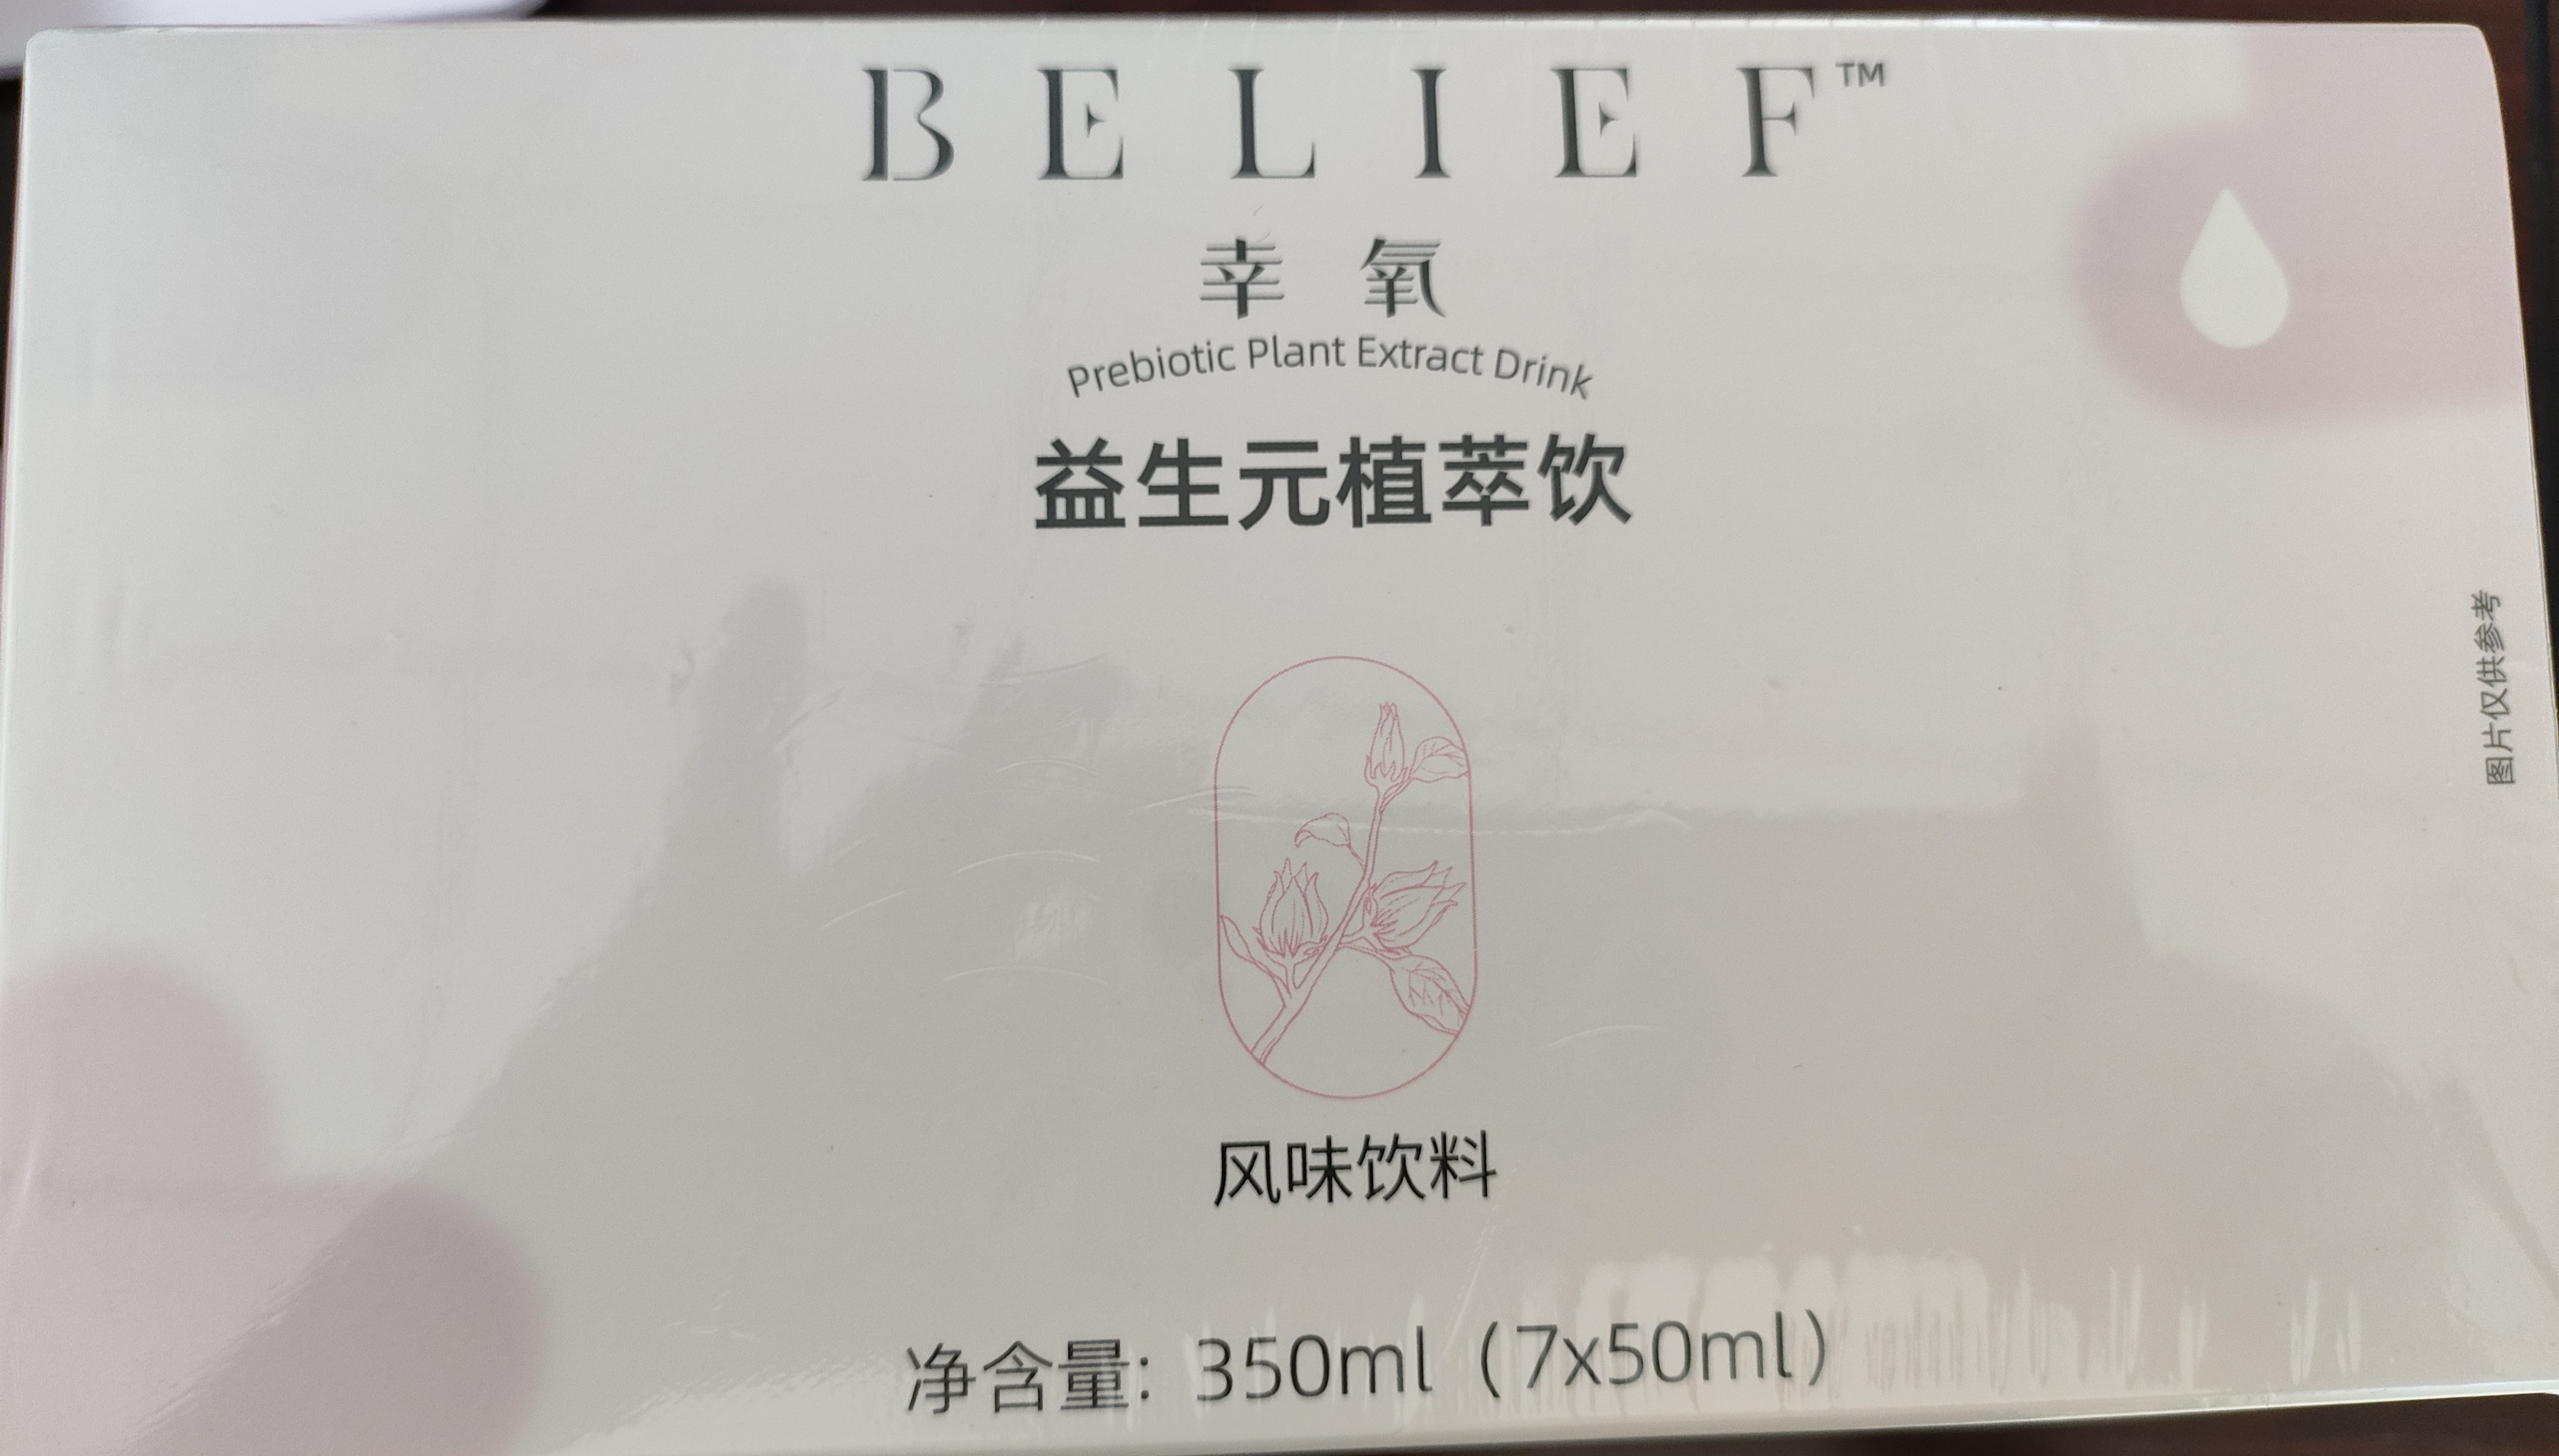 BELIEF™
幸氧
Prebiotic Plant Extract Drink
益生元植萃饮
图片仅供参考
风味饮料
净含量: 350ml（7x50ml）